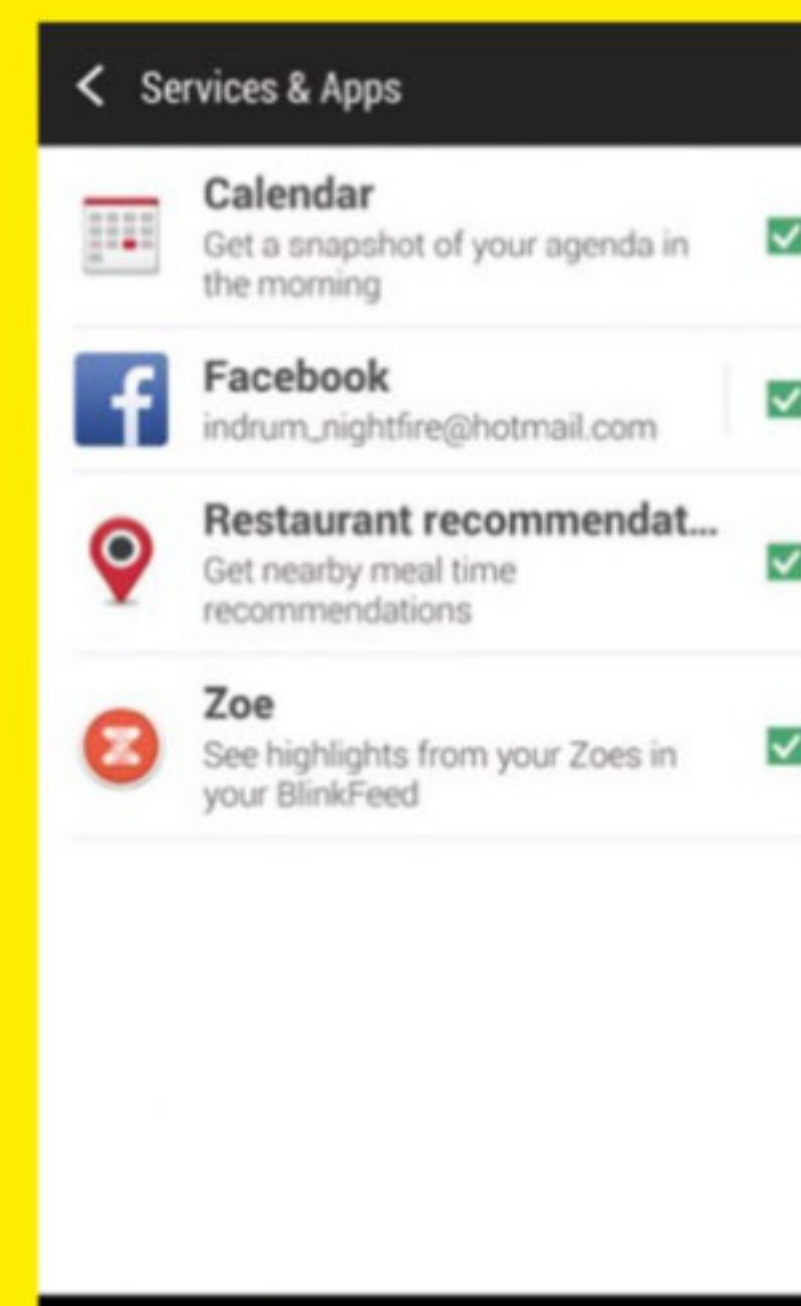 Services & Apps
Calendar
Get a snapshot of your agenda in
the morning
Facebook
indrum_nightfire@hotmail.com
Restaurant recommendat...
Get nearby meal time
recommendations
Zoe
See highlights from your Zoes in
your BlinkFeed